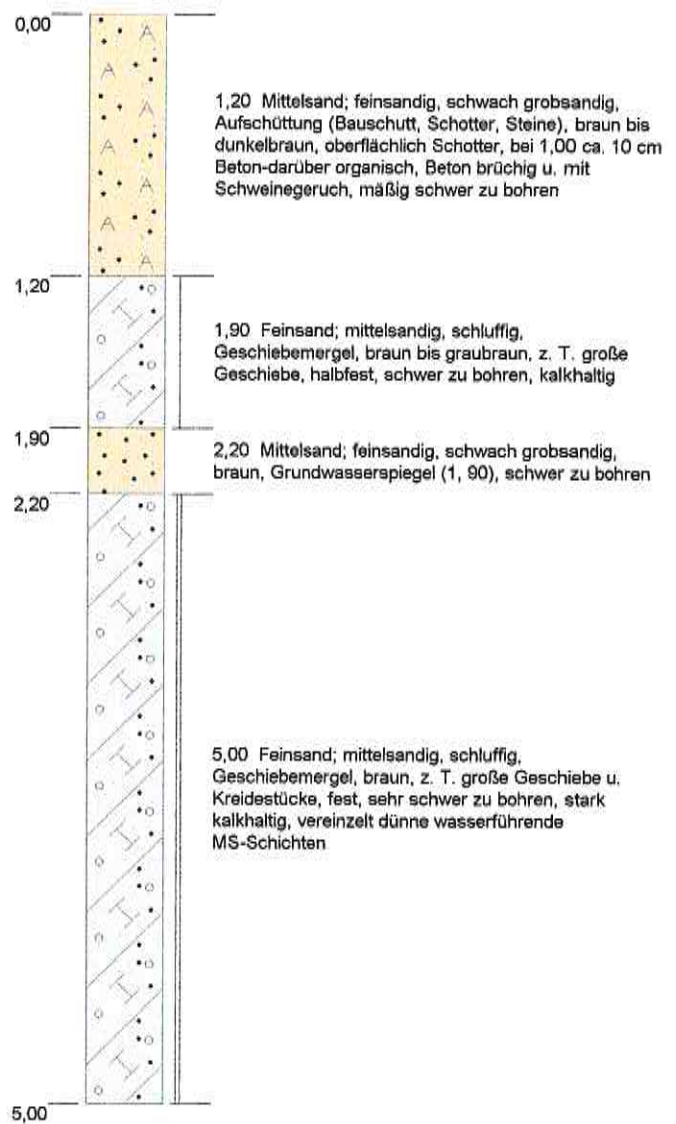 0,00
1,20 Mittelsand; feinsandig, schwach grobsandig,
Aufschüttung (Bauschutt, Schotter, Steine), braun bis
dunkelbraun, oberflächlich Schotter, bei 1,00 ca. 10 cm
Beton-darüber organisch, Beton brüchig u. mit
Schweinegeruch, mäßig schwer zu bohren
1,20
1,90 Feinsand; mittelsandig, schluffig,
Geschiebemergel, braun bis graubraun, z. T. große
Geschiebe, halbfest, schwer zu bohren, kalkhaltig
1,90
2,20 Mittelsand; feinsandig, schwach grobsandig,
braun, Grundwasserspiegel (1, 90), schwer zu bohren
2,20
5,00 Feinsand; mittelsandig, schluffig,
Geschiebemergel, braun, z. T. große Geschiebe u.
Kreidestücke, fest, sehr schwer zu bohren, stark
kalkhaltig, vereinzelt dünne wasserführende
MS-Schichten
5,00